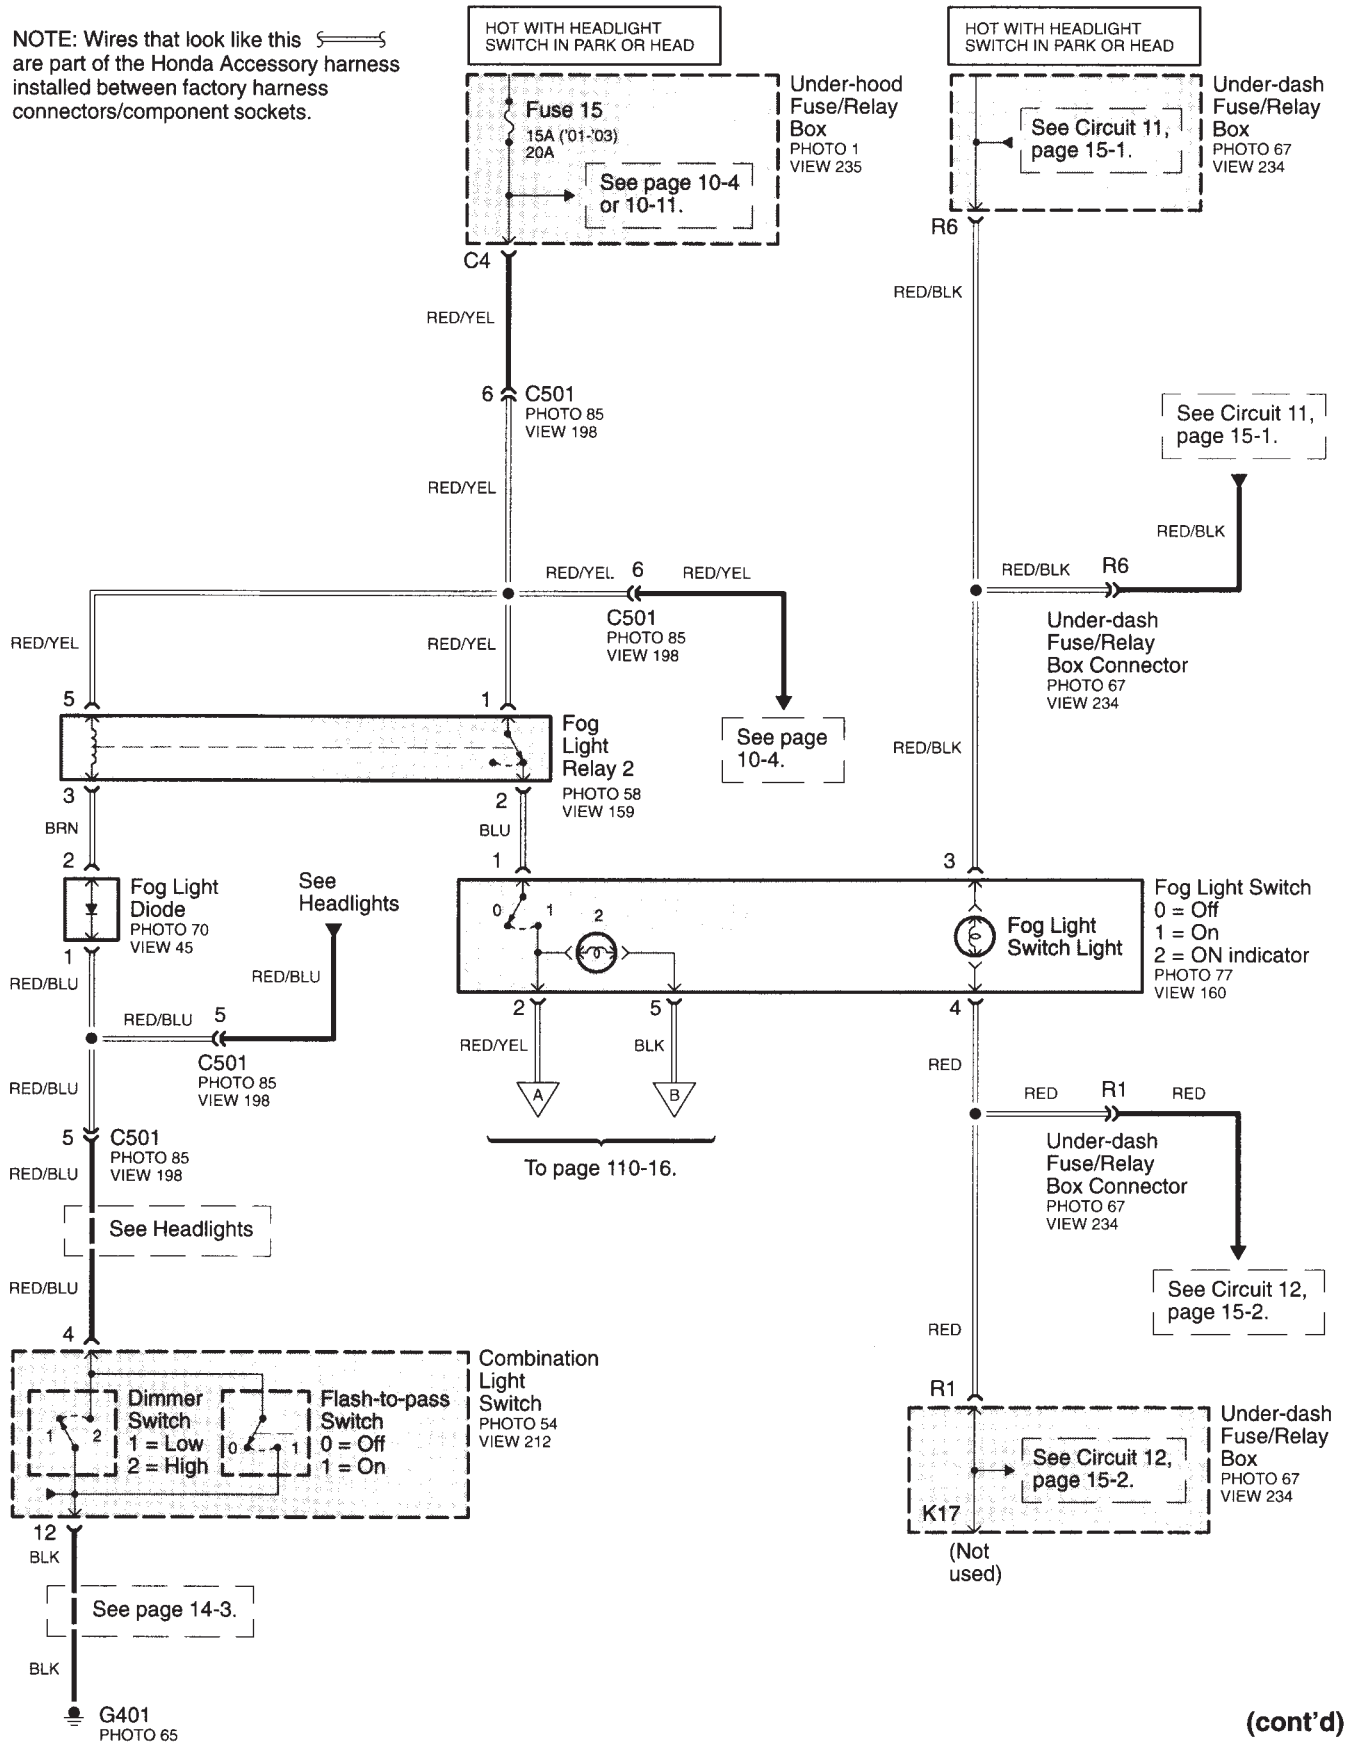 NOTE: Wires that look like this
are part of the Honda Accessory harness
installed between factory harness
connectors/component sockets.
HOT WITH HEADLIGHT
SWITCH IN PARK OR HEAD
HOT WITH HEADLIGHT
SWITCH IN PARK OR HEAD
Fuse 15
15A ('01-'03)
20A
See page 10-4
or 10-11.
Under-hood
Fuse/Relay
Box
PHOTO 1
VIEW 235
See Circuit 11,
page 15-1.
Under-dash
Fuse/Relay
Box
PHOTO 67
VIEW 234
C4
R6
RED/YEL
RED/BLK
6
C501
PHOTO 85
VIEW 198
See Circuit 11,
page 15-1.
RED/YEL
RED/BLK
RED/YEL
6
RED/YEL
C501
PHOTO 85
VIEW 198
RED/BLK
R6
Under-dash
Fuse/Relay
Box Connector
PHOTO 67
VIEW 234
RED/YEL
RED/YEL
5
1
Fog
Light
Relay 2
PHOTO 58
VIEW 159
See page
10-4.
RED/BLK
3
BRN
2
2
BLU
1
3
Fog Light
Diode
PHOTO 70
VIEW 45
See
Headlights
0
1
2
Fog Light
Switch Light
Fog Light Switch
0 = Off
1 = On
2 = ON indicator
PHOTO 77
VIEW 160
1
RED/BLU
RED/BLU
RED/BLU
5
C501
PHOTO 85
VIEW 198
2
5
4
RED/YEL
BLK
RED
A
B
To page 110-16.
RED
R1
RED
Under-dash
Fuse/Relay
Box Connector
PHOTO 67
VIEW 234
RED/BLU
5
C501
PHOTO 85
VIEW 198
RED/BLU
See Headlights
RED/BLU
See Circuit 12,
page 15-2.
RED
4
R1
1
2
Dimmer
Switch
1 = Low
2 = High
0
1
Flash-to-pass
Switch
0 = Off
1 = On
Combination
Light
Switch
PHOTO 54
VIEW 212
See Circuit 12,
page 15-2.
K17
Under-dash
Fuse/Relay
Box
PHOTO 67
VIEW 234
(Not
used)
12
BLK
See page 14-3.
BLK
G401
PHOTO 65
(cont'd)